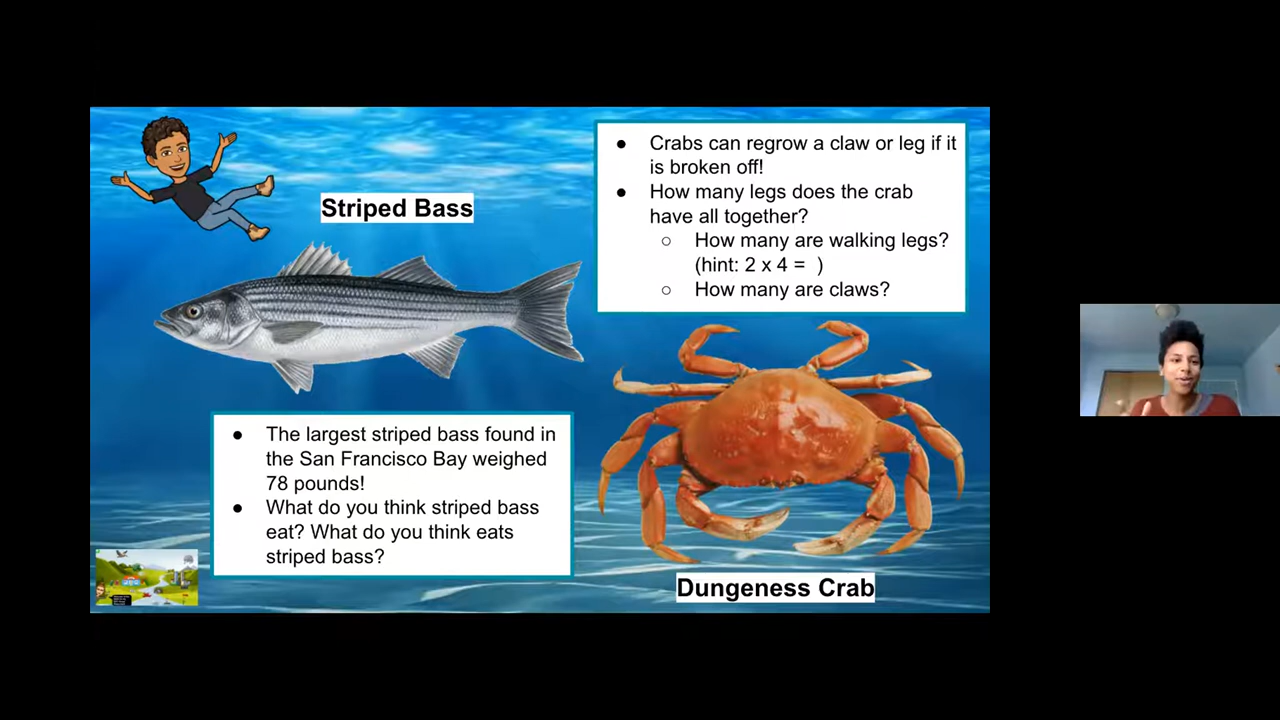 Striped Bass
● The largest striped bass found in
the San Francisco Bay weighed
78 pounds!
● What do you think striped bass
eat? What do you think eats
striped bass?
● Crabs can regrow a claw or leg if it
is broken off!
● How many legs does the crab
have all together?
○ How many are walking legs?
(hint: 2 x 4 =  )
○ How many are claws?
Dungeness Crab